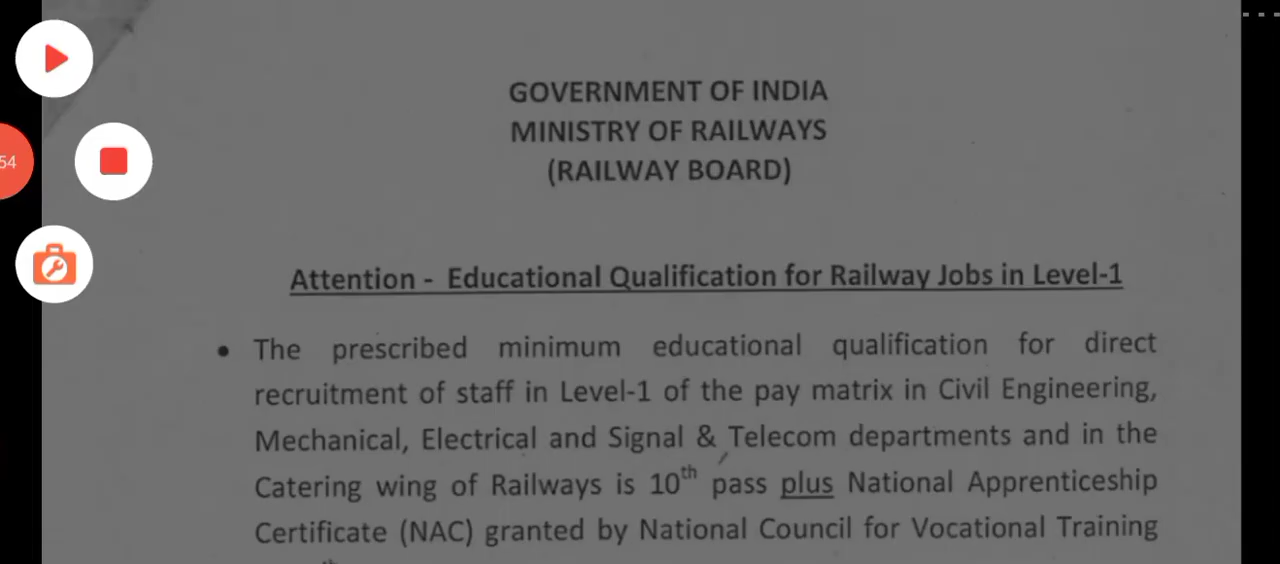 GOVERNMENT OF INDIA
MINISTRY OF RAILWAYS
(RAILWAY BOARD)
Attention - Educational Qualification for Railway Jobs in Level-1
• The prescribed minimum educational qualification for direct
recruitment of staff in Level-1 of the pay matrix in Civil Engineering,
Mechanical, Electrical and Signal & Telecom departments and in the
Catering wing of Railways is 10th pass plus National Apprenticeship
Certificate (NAC) granted by National Council for Vocational Training
54